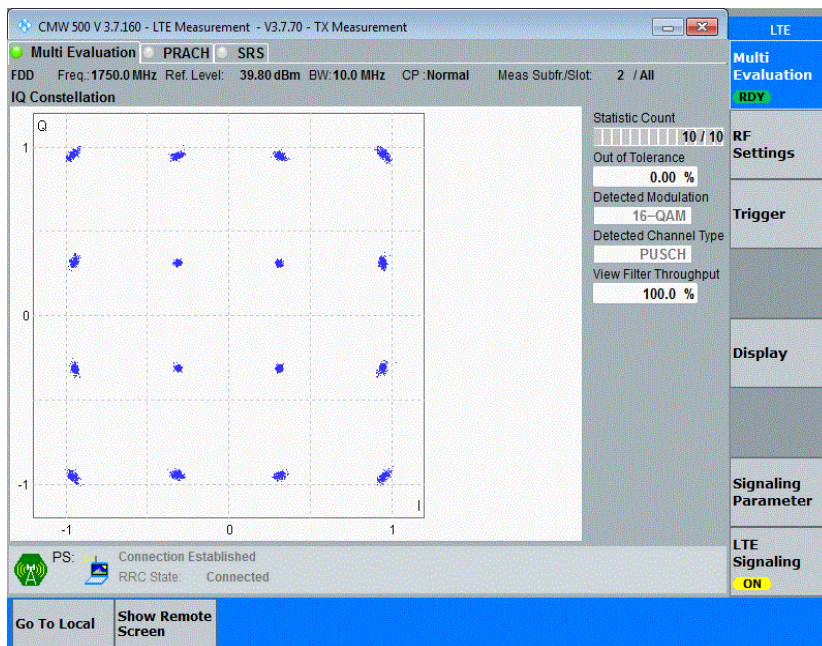 CMW 500 V 3.7.160 - LTE Measurement - V3.7.70 - TX Measurement
LTE
Multi Evaluation PRACH SRS
Multi
Evaluation
RDY
FDD Freq.: 1750.0 MHz Ref. Level: 39.80 dBm BW: 10.0 MHz CP : Normal Meas Subfr./Slot: 2 / All
IQ Constellation
Q
1
0
-1
I
-1 0 1
Statistic Count
10 / 10
Out of Tolerance
0.00 %
Detected Modulation
16-QAM
Detected Channel Type
PUSCH
View Filter Throughput
100.0 %
RF
Settings
Trigger
Display
Signaling
Parameter
LTE
Signaling
ON
PS: Connection Established
RRC State: Connected
Go To Local
Show Remote
Screen